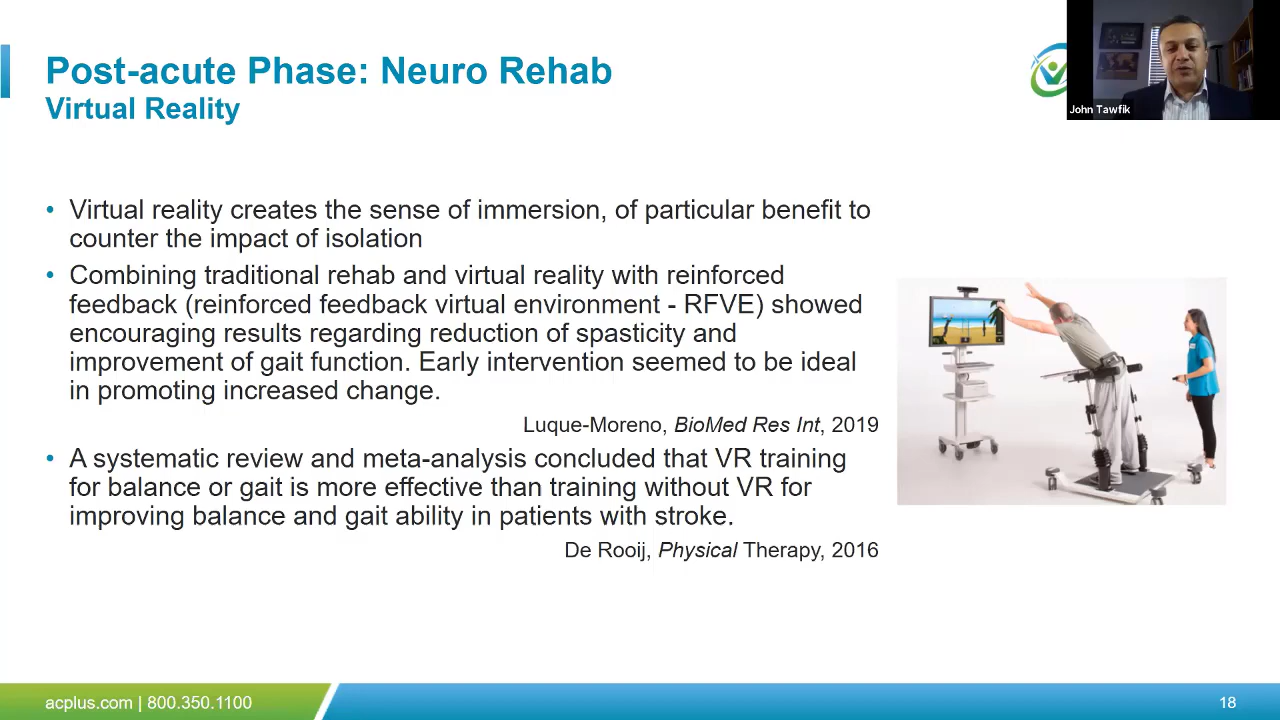 Post-acute Phase: Neuro Rehab
Virtual Reality
John Tawfik
• Virtual reality creates the sense of immersion, of particular benefit to
counter the impact of isolation
• Combining traditional rehab and virtual reality with reinforced
feedback (reinforced feedback virtual environment - RFVE) showed
encouraging results regarding reduction of spasticity and
improvement of gait function. Early intervention seemed to be ideal
in promoting increased change.
Luque-Moreno, BioMed Res Int, 2019
• A systematic review and meta-analysis concluded that VR training
for balance or gait is more effective than training without VR for
improving balance and gait ability in patients with stroke.
De Rooij, Physical Therapy, 2016
acplus.com | 800.350.1100
18